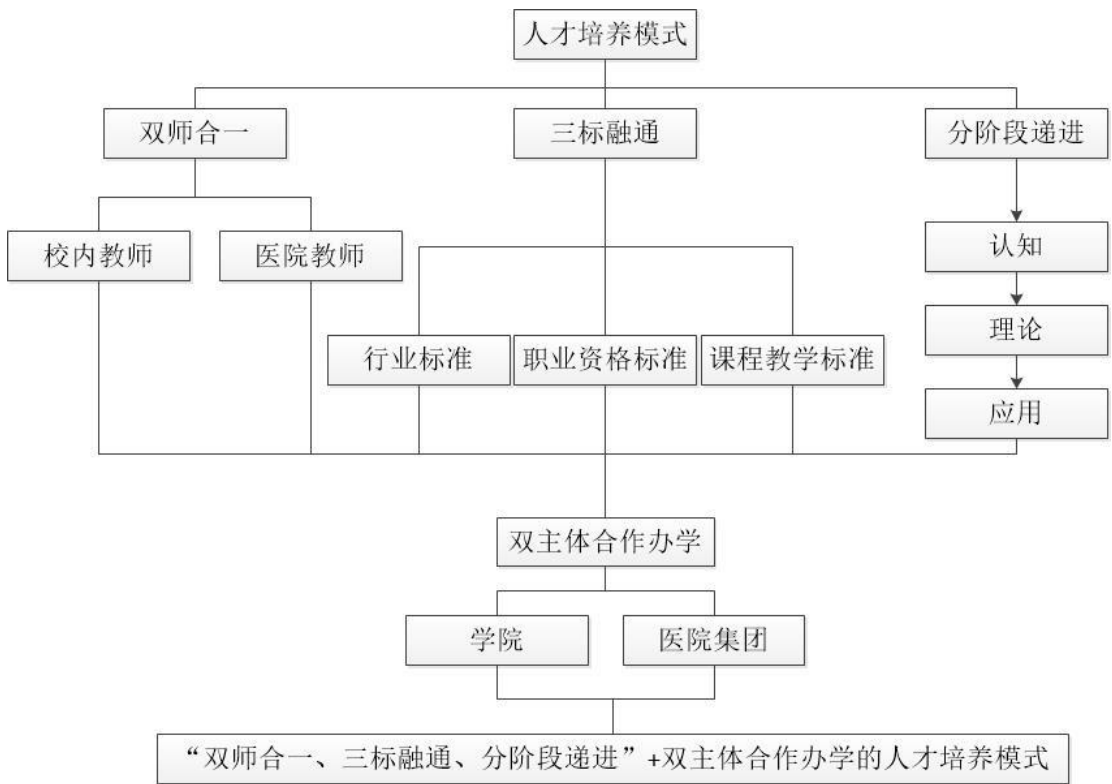 人才培养模式
双师合一
三标融通
分阶段递进
校内教师
医院教师
认知
理论
行业标准
职业资格标准
课程教学标准
应用
双主体合作办学
学院
医院集团
“双师合一、三标融通、分阶段递进”+双主体合作办学的人才培养模式